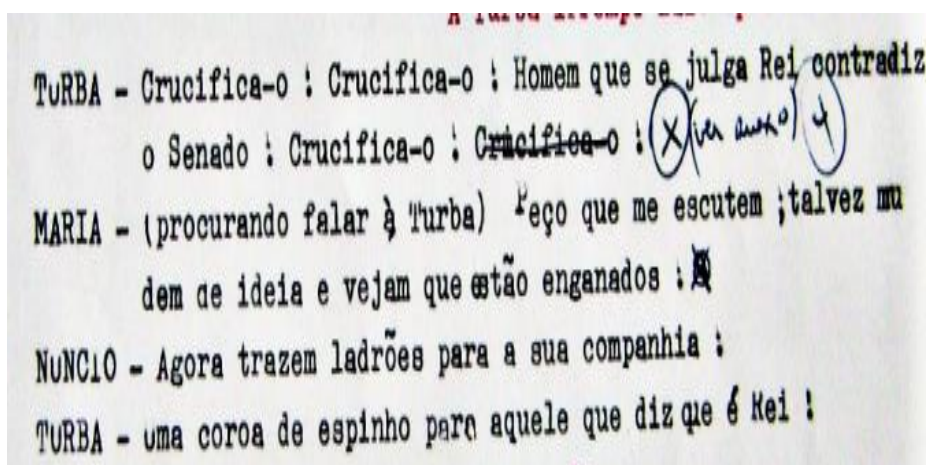 TURBA - Crucifica-o ! Crucifica-o ! Homem que se julga Rei contradiz
o Senado ! Crucifica-o ! Crucifica-o ! X (ver anexo) 4
MARIA - (procurando falar à Turba) Peço que me escutem ;talvez mu
dem de ideia e vejam que estão enganados !
NUNCIO - Agora trazem ladrões para a sua companhia !
TURBA - uma coroa de espinho para aquele que diz que é Rei !